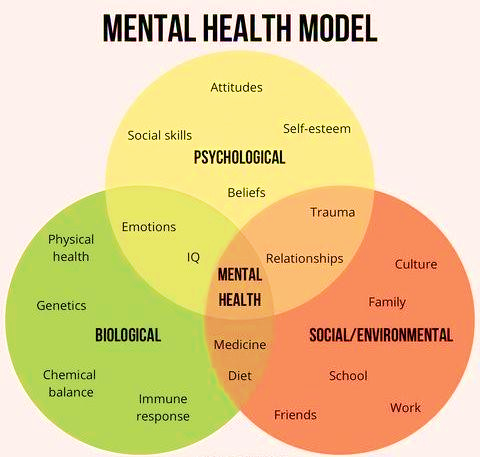 MENTAL HEALTH MODEL
Attitudes
Social skills
Self-esteem
PSYCHOLOGICAL
Beliefs
Emotions
Trauma
IQ
Relationships
Physical
health
MENTAL
HEALTH
Culture
Genetics
Family
BIOLOGICAL
SOCIAL/ENVIRONMENTAL
Medicine
Diet
Chemical
balance
School
Immune
response
Friends
Work